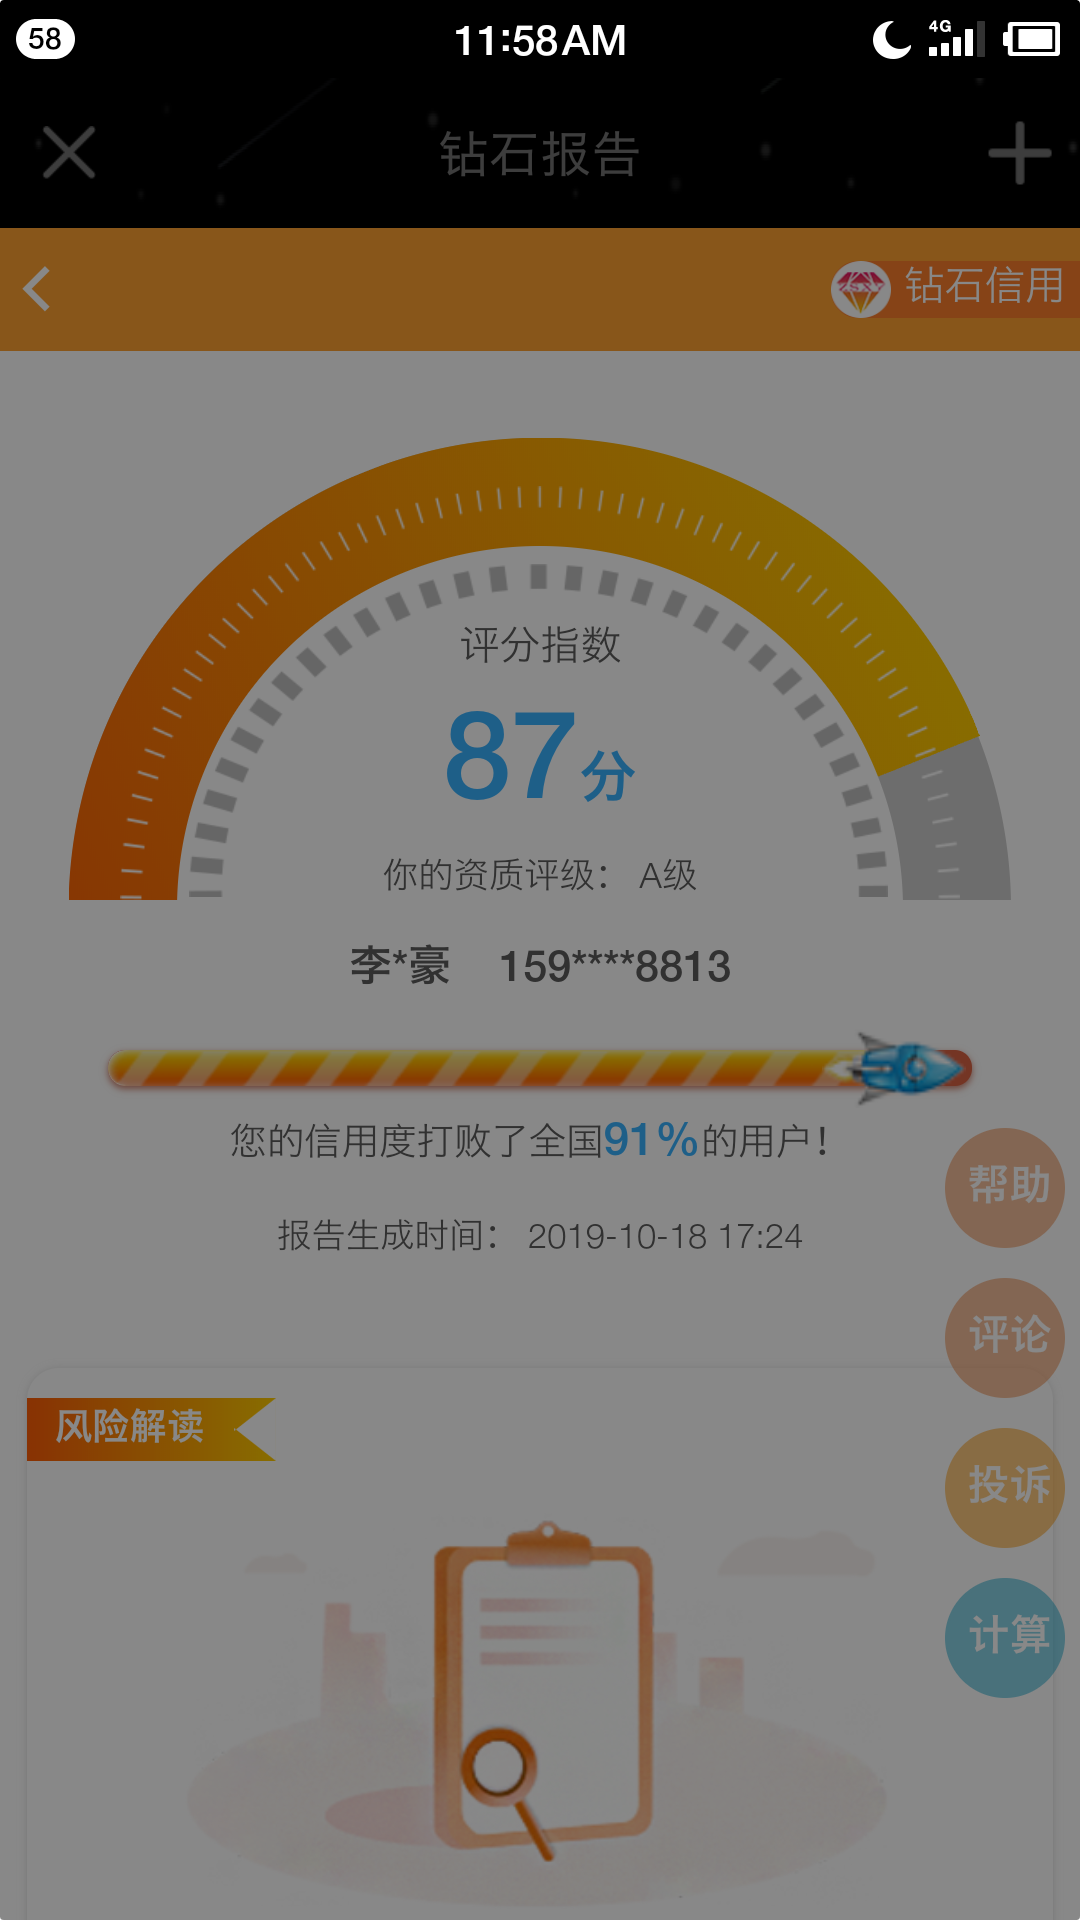 58
11:58AM
4G
钻石报告
钻石信用
评分指数
87分
你的资质评级： A级
李*豪 159****8813
您的信用度打败了全国91%的用户！
报告生成时间： 2019-10-18 17:24
帮助
评论
风险解读
投诉
计算